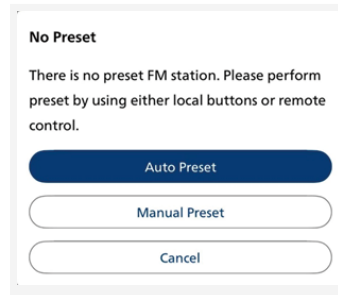 No Preset
There is no preset FM station. Please perform
preset by using either local buttons or remote
control.
Auto Preset
Manual Preset
Cancel